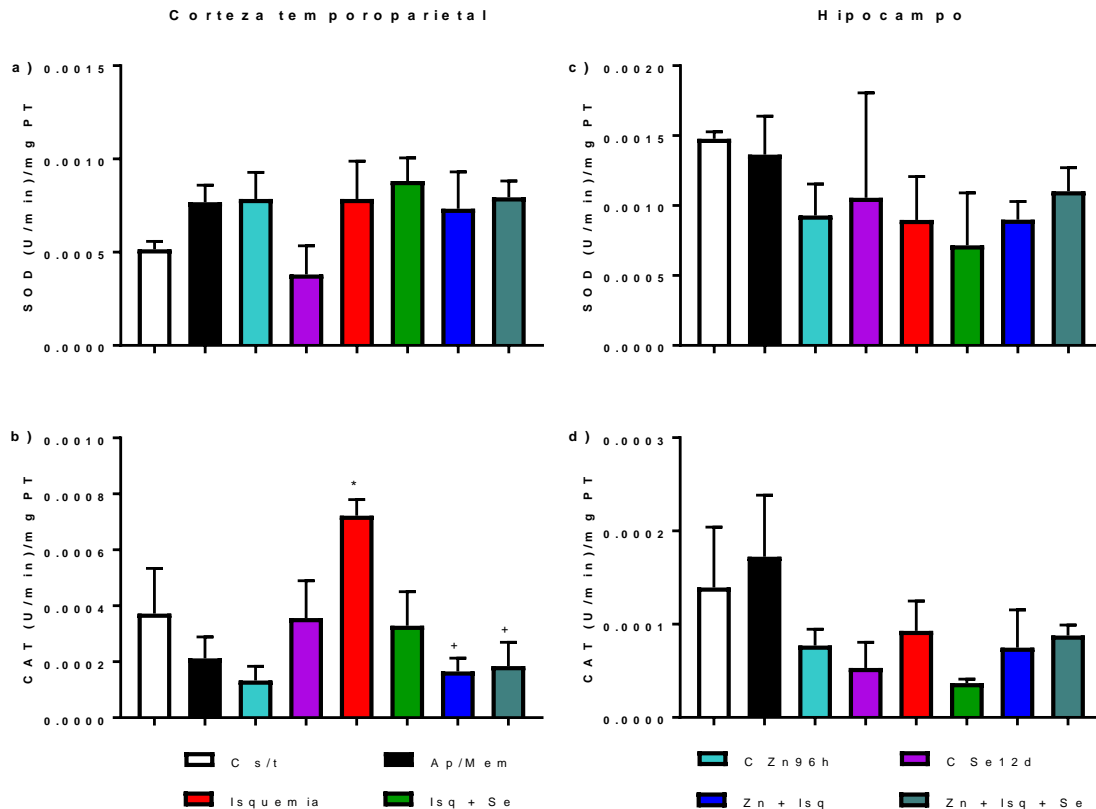 Corteza temporoparietal
Hipocampo
a)
SOD (U/min)/mg PT
0.0015
0.0010
0.0005
0.0000
c)
SOD (U/min)/mg PT
0.0020
0.0015
0.0010
0.0005
0.0000
b)
CAT (U/min)/mg PT
0.0010
0.0008
0.0006
0.0004
0.0002
0.0000
*
+
+
d)
CAT (U/min)/mg PT
0.0003
0.0002
0.0001
0.0000
C s/t
Ap/Mem
C Zn96h
C Se12d
Isquemia
Isq + Se
Zn + Isq
Zn + Isq + Se